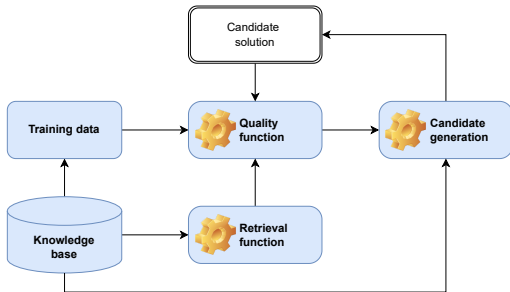 Candidate
solution
Training data
Quality
function
Candidate
generation
Knowledge
base
Retrieval
function